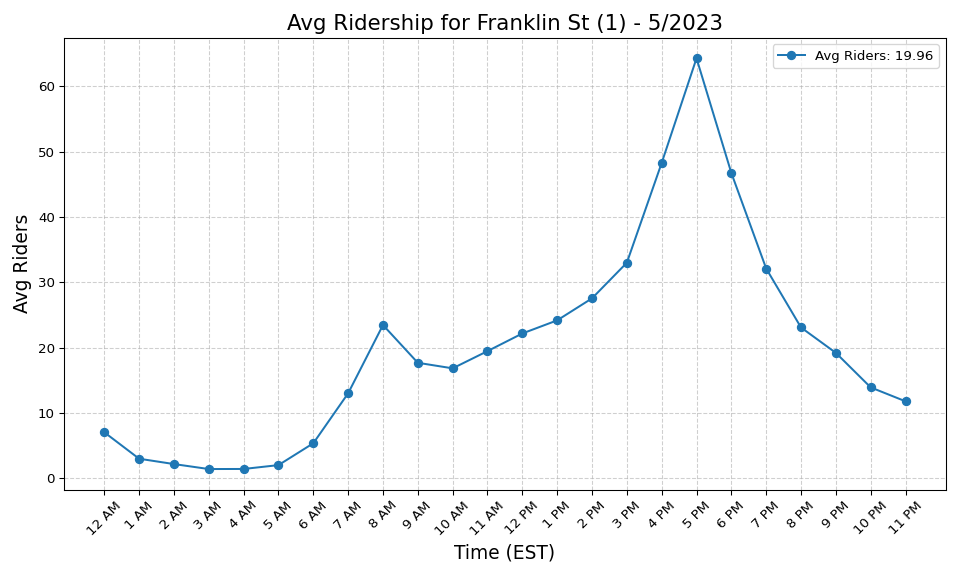 Avg Ridership for Franklin St (1) - 5/2023
Avg Riders: 19.96
Avg Riders
60
50
40
30
20
10
0
12 AM
1 AM
2 AM
3 AM
4 AM
5 AM
6 AM
7 AM
8 AM
9 AM
10 AM
11 AM
12 PM
1 PM
2 PM
3 PM
4 PM
5 PM
6 PM
7 PM
8 PM
9 PM
10 PM
11 PM
Time (EST)